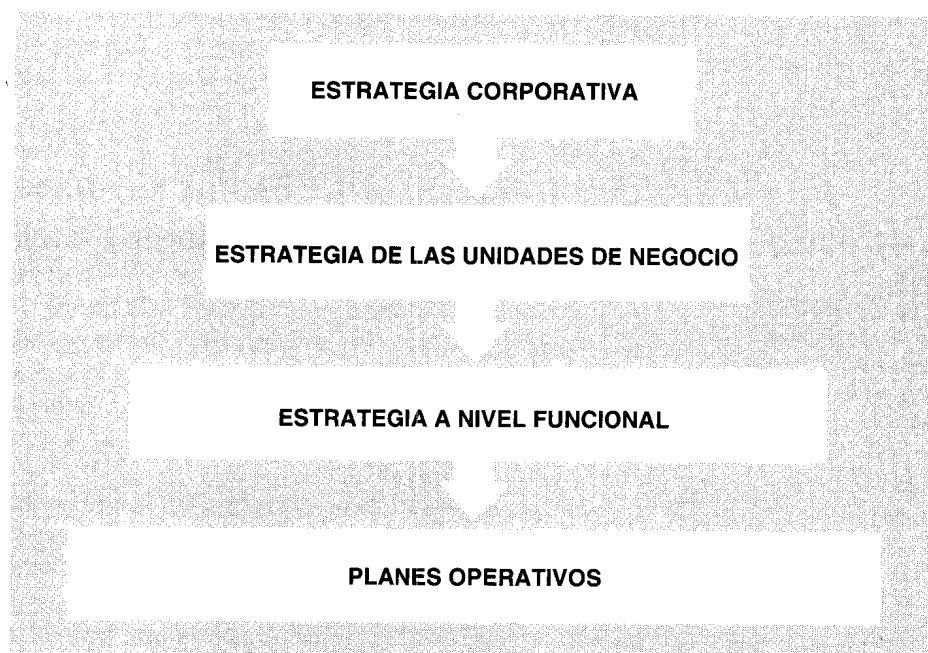 ESTRATEGIA CORPORATIVA
ESTRATEGIA DE LAS UNIDADES DE NEGOCIO
ESTRATEGIA A NIVEL FUNCIONAL
PLANES OPERATIVOS